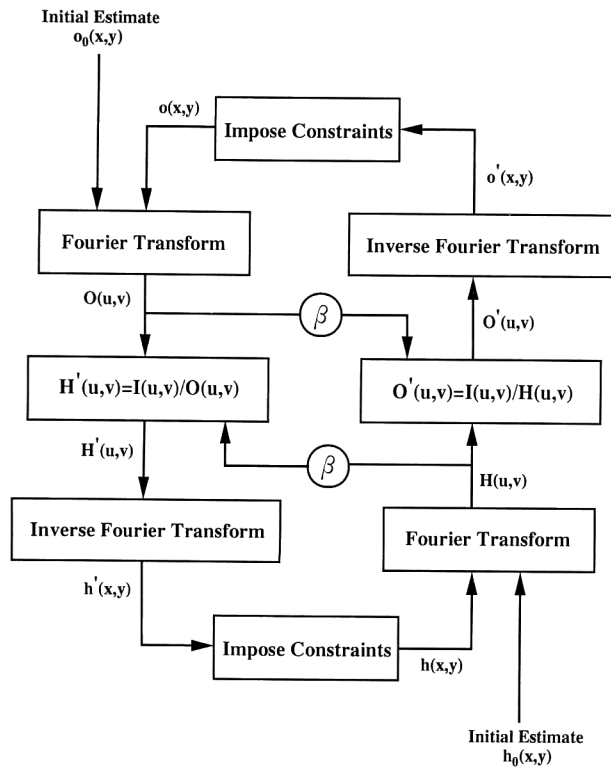 Initial Estimate
o₀(x,y)
o(x,y)
Impose Constraints
o'(x,y)
Fourier Transform
Inverse Fourier Transform
O(u,v)
β
O'(u,v)
H'(u,v)=I(u,v)/O(u,v)
O'(u,v)=I(u,v)/H(u,v)
H'(u,v)
β
H(u,v)
Inverse Fourier Transform
Fourier Transform
h'(x,y)
Impose Constraints
h(x,y)
Initial Estimate
h₀(x,y)